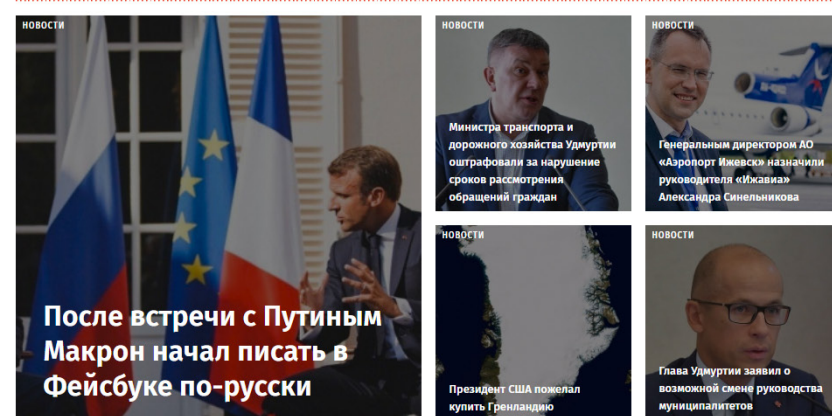 НОВОСТИ
После встречи с Путиным
Макрон начал писать в
Фейсбуке по-русски
НОВОСТИ
Министра транспорта и
дорожного хозяйства Удмуртии
оштрафовали за нарушение
сроков рассмотрения
обращений граждан
НОВОСТИ
Генеральным директором АО
«Аэропорт Ижевск» назначили
руководителя «Ижавиа»
Александра Синельникова
НОВОСТИ
Президент США пожелал
купить Гренландию
НОВОСТИ
Глава Удмуртии заявил о
возможной смене руководства
муниципалитетов